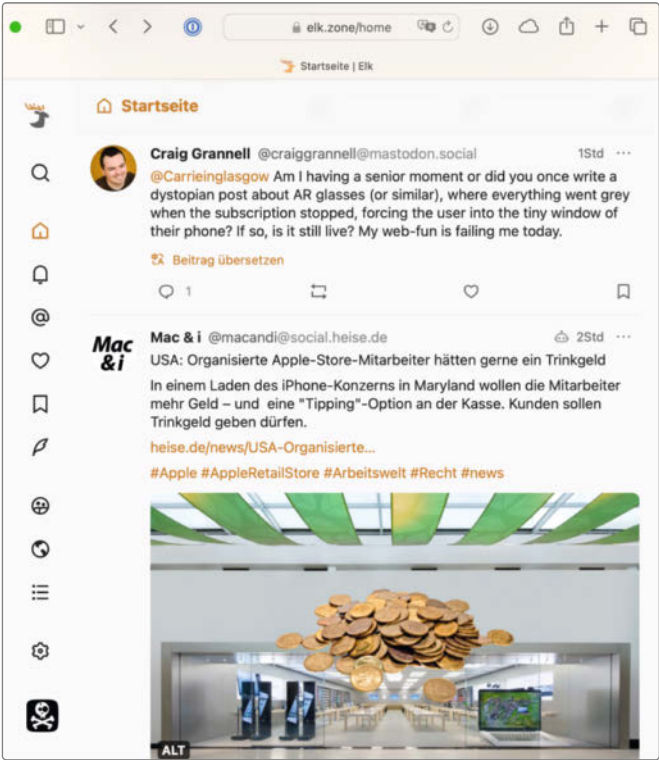 elk.zone/home
Startseite | Elk
Startseite
Craig Grannell @craiggrannell@mastodon.social 1Std ···
@Carrieinglasgow Am I having a senior moment or did you once write a
dystopian post about AR glasses (or similar), where everything went grey
when the subscription stopped, forcing the user into the tiny window of
their phone? If so, is it still live? My web-fun is failing me today.
Beitrag übersetzen
1
Mac & i
Mac & i @macandi@social.heise.de 2Std ···
USA: Organisierte Apple-Store-Mitarbeiter hätten gerne ein Trinkgeld
In einem Laden des iPhone-Konzerns in Maryland wollen die Mitarbeiter
mehr Geld – und eine "Tipping"-Option an der Kasse. Kunden sollen
Trinkgeld geben dürfen.
heise.de/news/USA-Organisierte...
#Apple #AppleRetailStore #Arbeitswelt #Recht #news
ALT